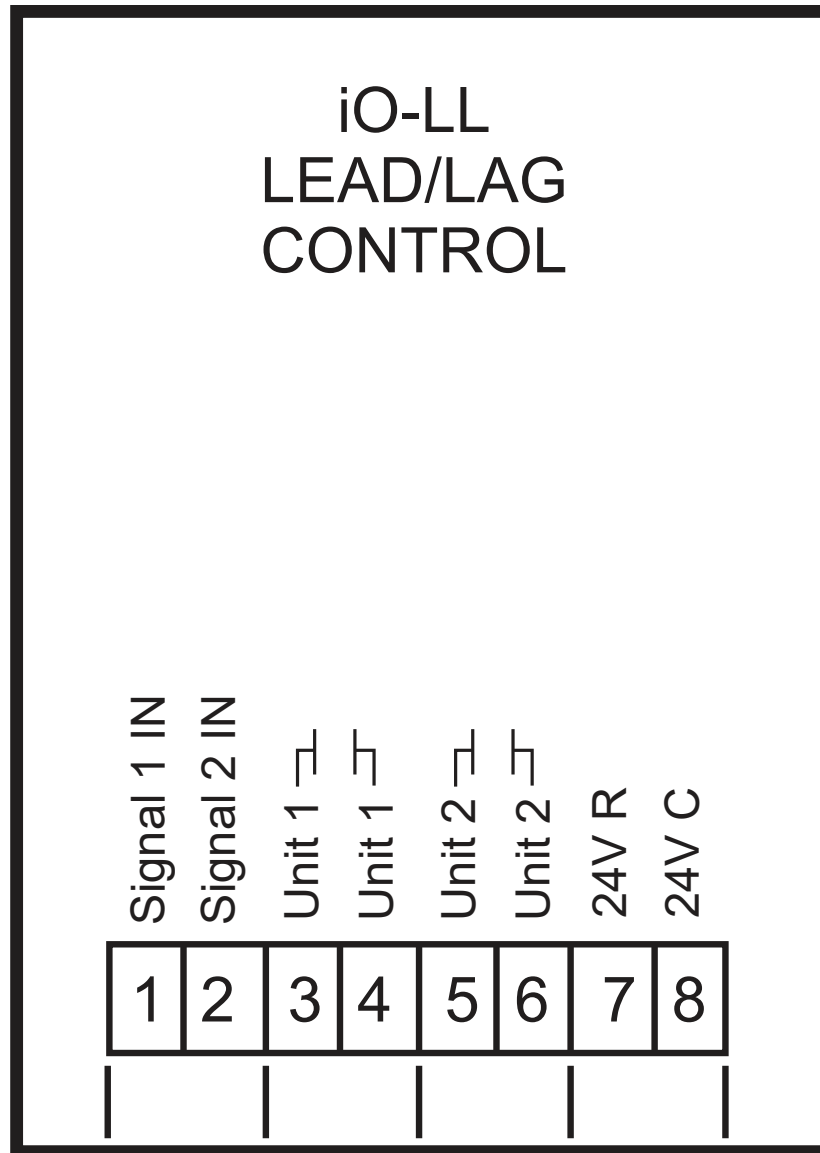 iO-LL
LEAD/LAG
CONTROL
Signal 1 IN
Signal 2 IN
Unit 1
Unit 1
Unit 2
Unit 2
24V R
24V C
1 2 3 4 5 6 7 8